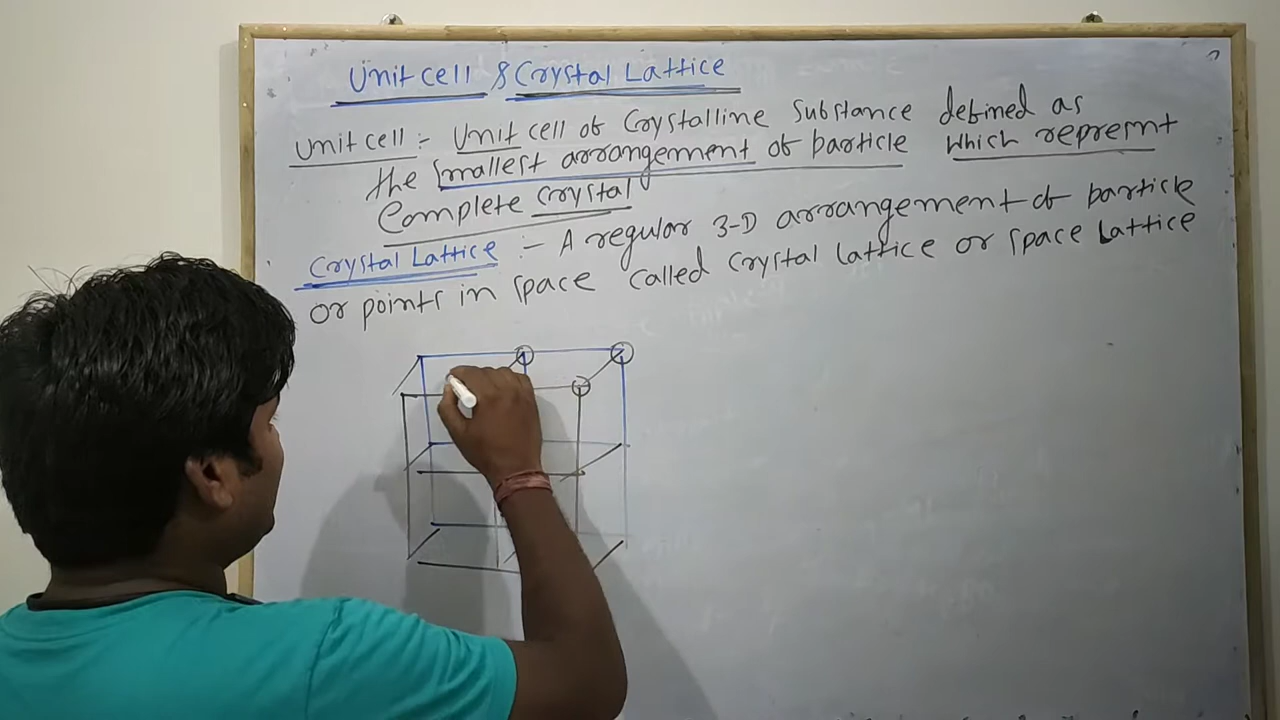 Unit cell & Crystal Lattice
Unit cell :- Unit cell of Crystalline Substance defined as
the smallest arrangement of particle which represnt
Complete crystal
Crystal Lattice :- A regular 3-D arrangement of particle
or points in space called crystal lattice or space Lattice